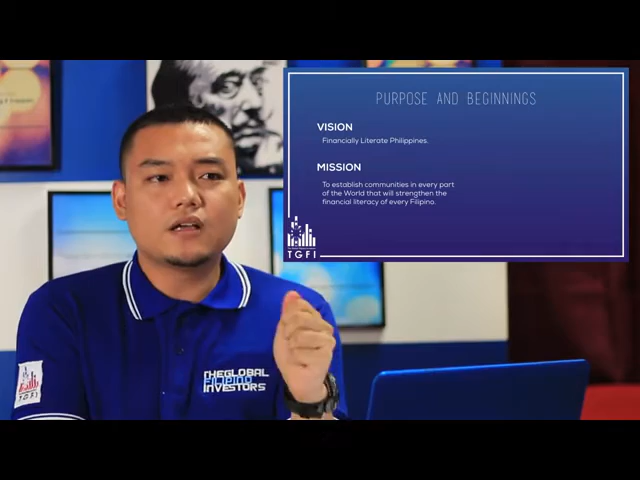 PURPOSE AND BEGINNINGS
VISION
Financially Literate Philippines.
MISSION
To establish communities in every part
of the World that will strengthen the
financial literacy of every Filipino.
TGFI
THEGLOBAL
FILIPINO
INVESTORS
TGFI